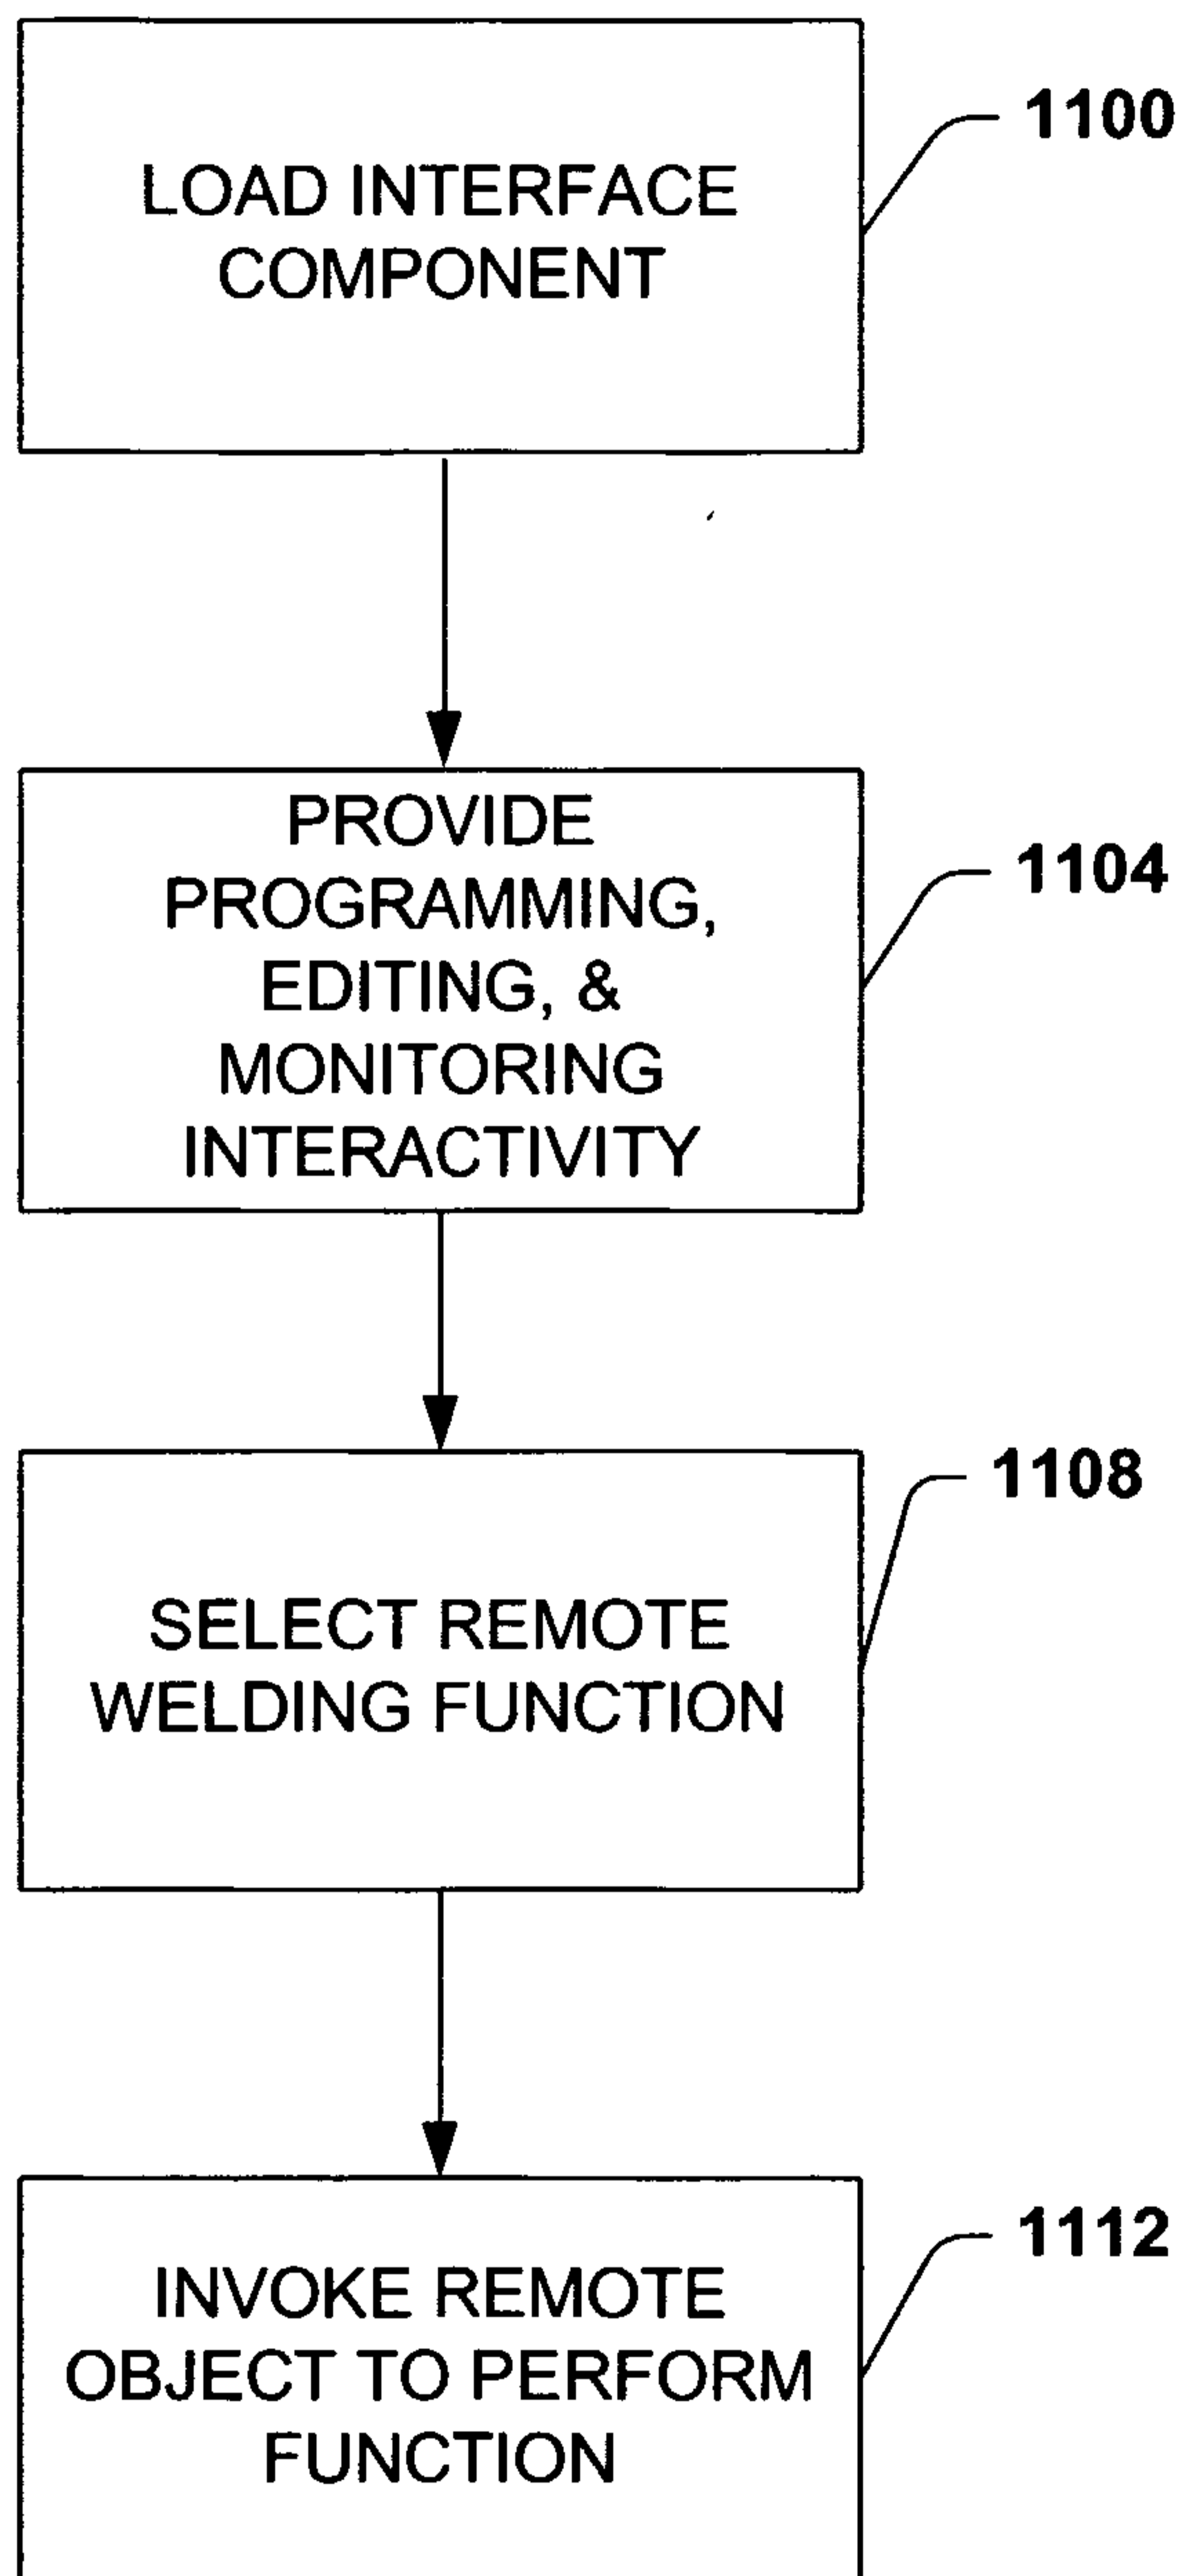 LOAD INTERFACE
COMPONENT
1100
PROVIDE
PROGRAMMING,
EDITING, &
MONITORING
INTERACTIVITY
1104
SELECT REMOTE
WELDING FUNCTION
1108
INVOKE REMOTE
OBJECT TO PERFORM
FUNCTION
1112